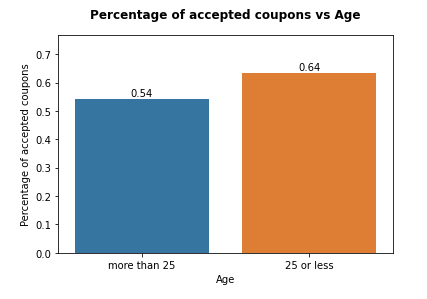 Percentage of accepted coupons vs Age
Percentage of accepted coupons
0.7
0.6
0.5
0.4
0.3
0.2
0.1
0.0
0.54
0.64
more than 25
25 or less
Age